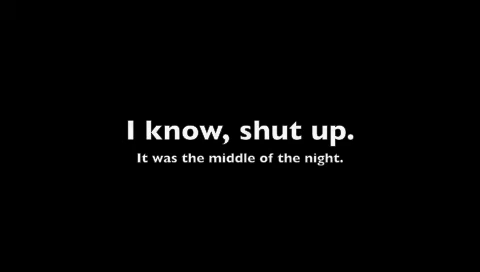 I know, shut up.
It was the middle of the night.